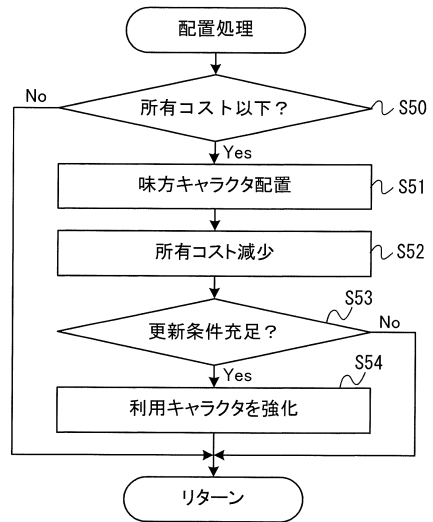 配置処理
No
所有コスト以下？
S50
Yes
味方キャラクタ配置
S51
所有コスト減少
S52
S53
更新条件充足？
No
Yes
S54
利用キャラクタを強化
リターン